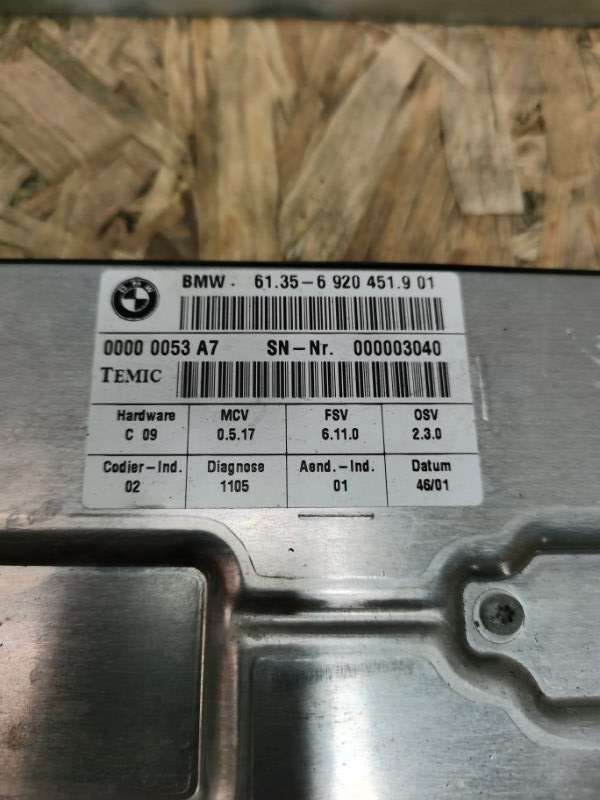 BMW. 61.35-6 920 451.9 01
BMW
0000 0053 A7 SN-Nr. 000003040
TEMIC
Hardware MCV FSV OSV
C 09 0.5.17 6.11.0 2.3.0
Codier-Ind. Diagnose Aend.-Ind. Datum
02 1105 01 46/01